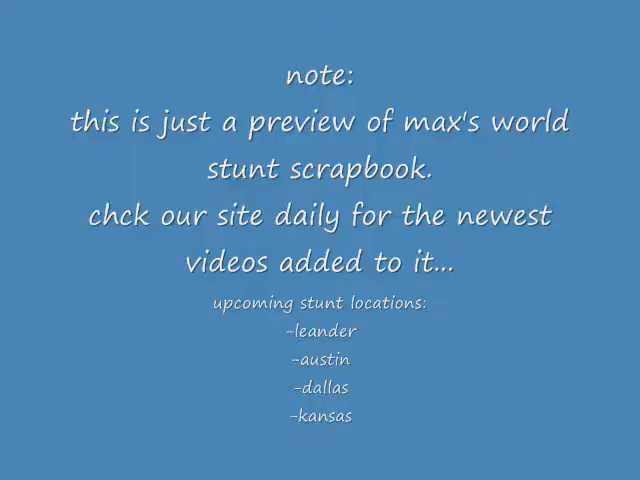 note:
this is just a preview of max's world
stunt scrapbook.
chck our site daily for the newest
videos added to it...
upcoming stunt locations:
-leander
-austin
-dallas
-kansas